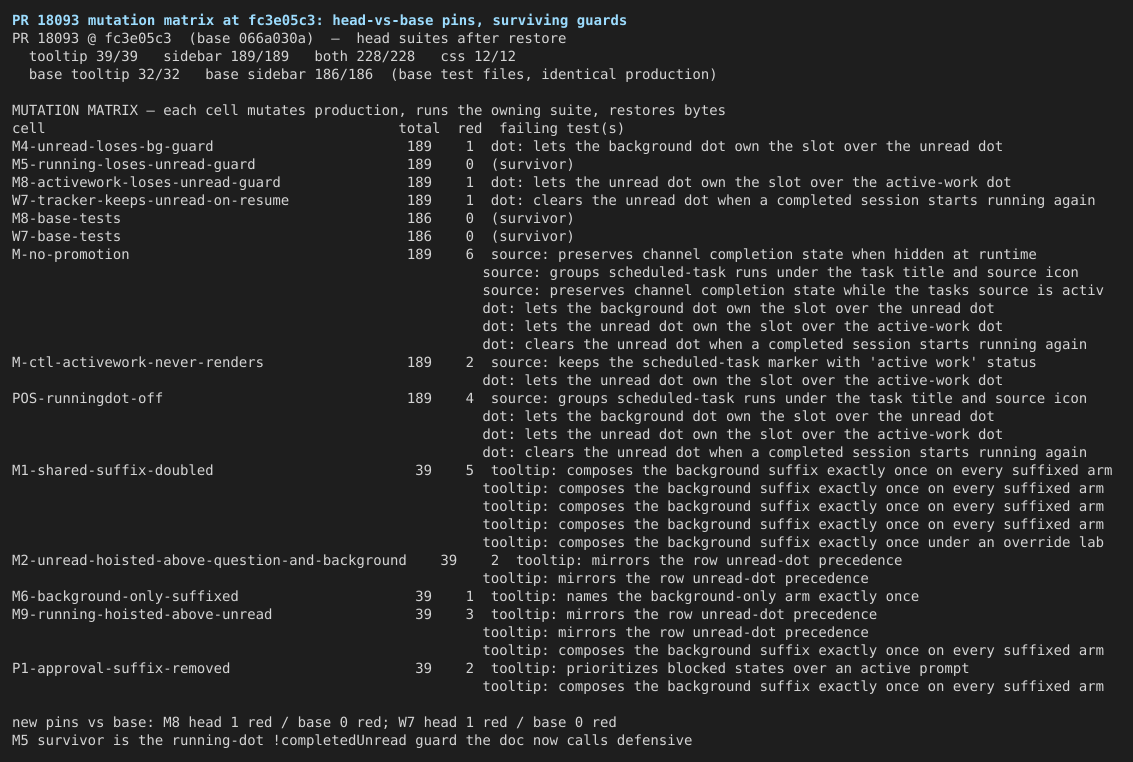 PR 18093 mutation matrix at fc3e05c3: head-vs-base pins, surviving guards
PR 18093 @ fc3e05c3  (base 066a030a)  —  head suites after restore
  tooltip 39/39   sidebar 189/189   both 228/228   css 12/12
  base tooltip 32/32   base sidebar 186/186  (base test files, identical production)
MUTATION MATRIX — each cell mutates production, runs the owning suite, restores bytes
cell                                          total  red  failing test(s)
M4-unread-loses-bg-guard                       189    1  dot: lets the background dot own the slot over the unread dot
M5-running-loses-unread-guard                  189    0  (survivor)
M8-activework-loses-unread-guard               189    1  dot: lets the unread dot own the slot over the active-work dot
W7-tracker-keeps-unread-on-resume              189    1  dot: clears the unread dot when a completed session starts running again
M8-base-tests                                  186    0  (survivor)
W7-base-tests                                  186    0  (survivor)
M-no-promotion                                 189    6  source: preserves channel completion state when hidden at runtime
                                                        source: groups scheduled-task runs under the task title and source icon
                                                        source: preserves channel completion state while the tasks source is activ
                                                        dot: lets the background dot own the slot over the unread dot
                                                        dot: lets the unread dot own the slot over the active-work dot
                                                        dot: clears the unread dot when a completed session starts running again
M-ctl-activework-never-renders                 189    2  source: keeps the scheduled-task marker with 'active work' status
                                                        dot: lets the unread dot own the slot over the active-work dot
POS-runningdot-off                             189    4  source: groups scheduled-task runs under the task title and source icon
                                                        dot: lets the background dot own the slot over the unread dot
                                                        dot: lets the unread dot own the slot over the active-work dot
                                                        dot: clears the unread dot when a completed session starts running again
M1-shared-suffix-doubled                        39    5  tooltip: composes the background suffix exactly once on every suffixed arm
                                                        tooltip: composes the background suffix exactly once on every suffixed arm
                                                        tooltip: composes the background suffix exactly once on every suffixed arm
                                                        tooltip: composes the background suffix exactly once on every suffixed arm
                                                        tooltip: composes the background suffix exactly once under an override lab
M2-unread-hoisted-above-question-and-background    39    2  tooltip: mirrors the row unread-dot precedence
                                                        tooltip: mirrors the row unread-dot precedence
M6-background-only-suffixed                     39    1  tooltip: names the background-only arm exactly once
M9-running-hoisted-above-unread                 39    3  tooltip: mirrors the row unread-dot precedence
                                                        tooltip: mirrors the row unread-dot precedence
                                                        tooltip: composes the background suffix exactly once on every suffixed arm
P1-approval-suffix-removed                      39    2  tooltip: prioritizes blocked states over an active prompt
                                                        tooltip: composes the background suffix exactly once on every suffixed arm
new pins vs base: M8 head 1 red / base 0 red; W7 head 1 red / base 0 red
M5 survivor is the running-dot !completedUnread guard the doc now calls defensive